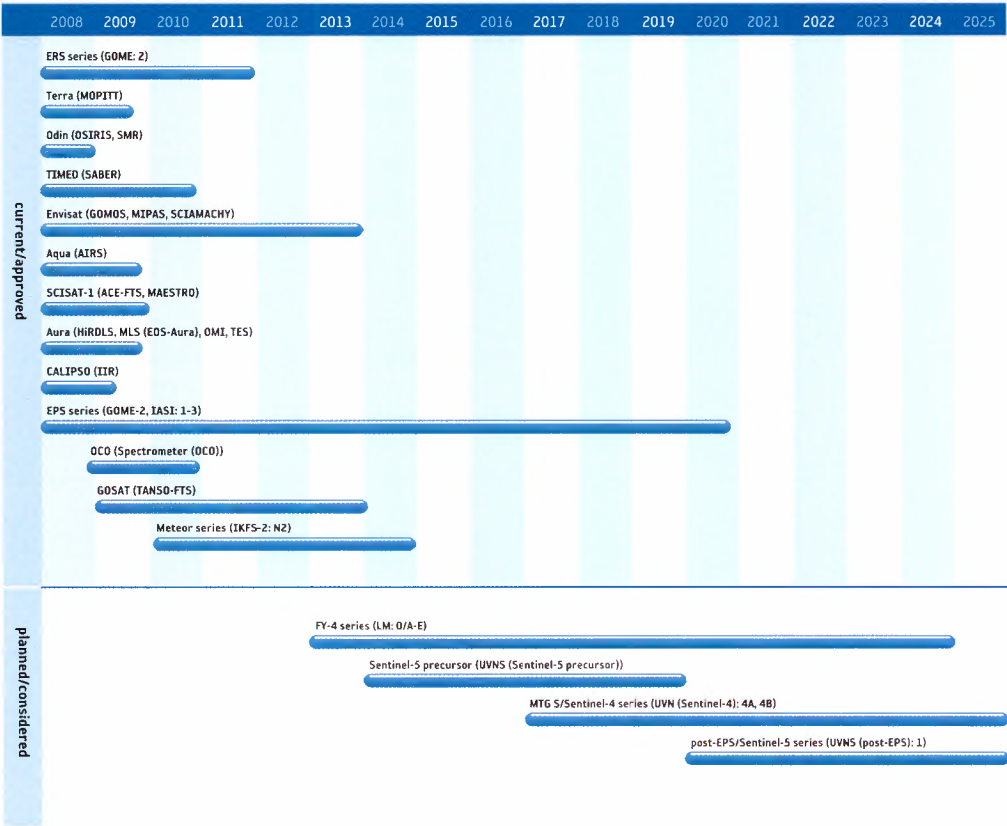 2008 2009 2010 2011 2012 2013 2014 2015 2016 2017 2018 2019 2020 2021 2022 2023 2024 2025
current/approved
ERS series (GOME: 2)
Terra (MOPITT)
Odin (OSIRIS, SMR)
TIMED (SABER)
Envisat (GOMOS, MIPAS, SCIAMACHY)
Aqua (AIRS)
SCISAT-1 (ACE-FTS, MAESTRO)
Aura (HiRDLS, MLS (EOS-Aura), OMI, TES)
CALIPSO (IIR)
EPS series (GOME-2, IASI: 1-3)
OCO (Spectrometer (OCO))
GOSAT (TANSO-FTS)
Meteor series (IKFS-2: N2)
planned/considered
FY-4 series (LM: O/A-E)
Sentinel-5 precursor (UVNS (Sentinel-5 precursor))
MTG S/Sentinel-4 series (UVN (Sentinel-4): 4A, 4B)
post-EPS/Sentinel-5 series (UVNS (post-EPS): 1)